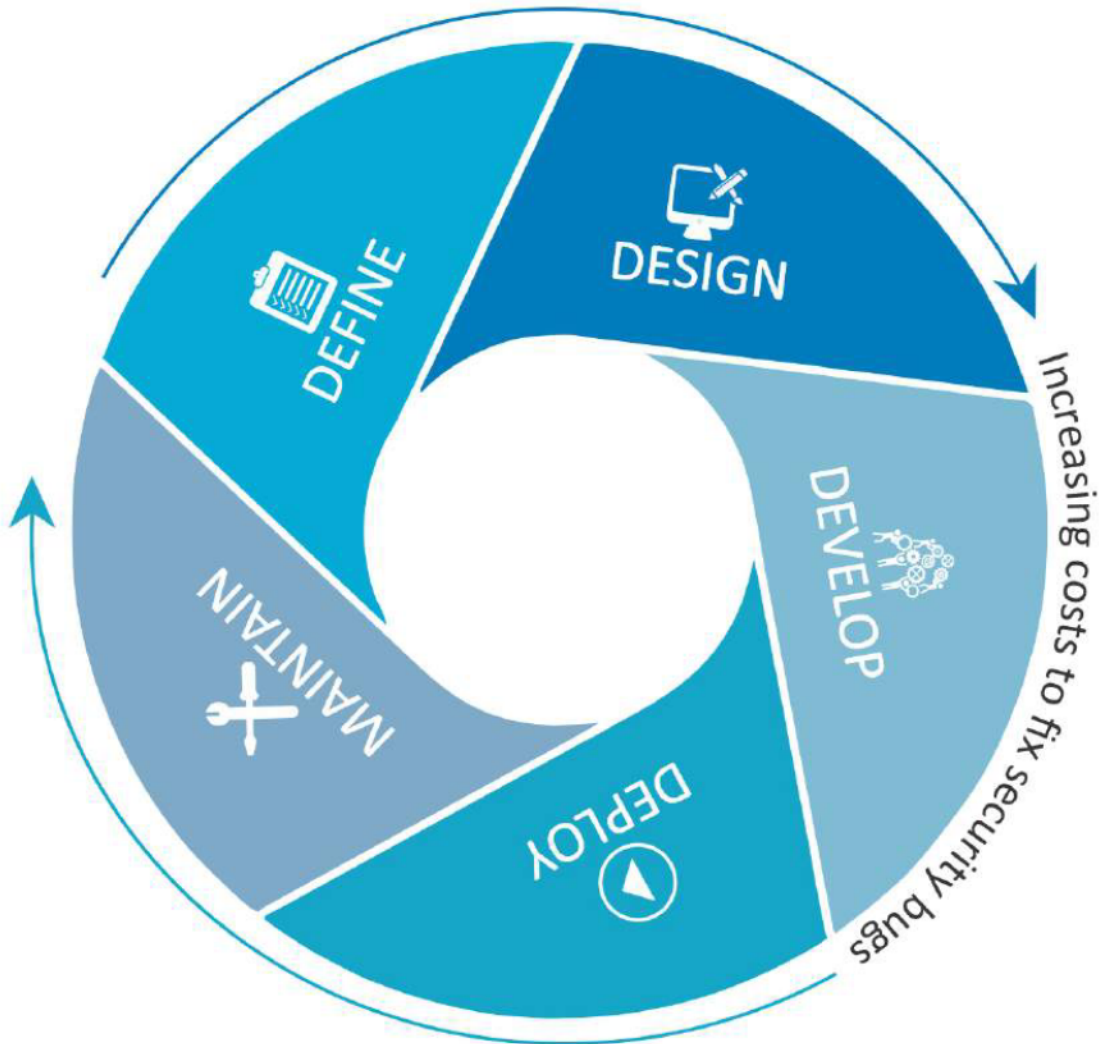 DEFINE
DESIGN
DEVELOP
DEPLOY
MAINTAIN
Increasing costs to fix security bugs